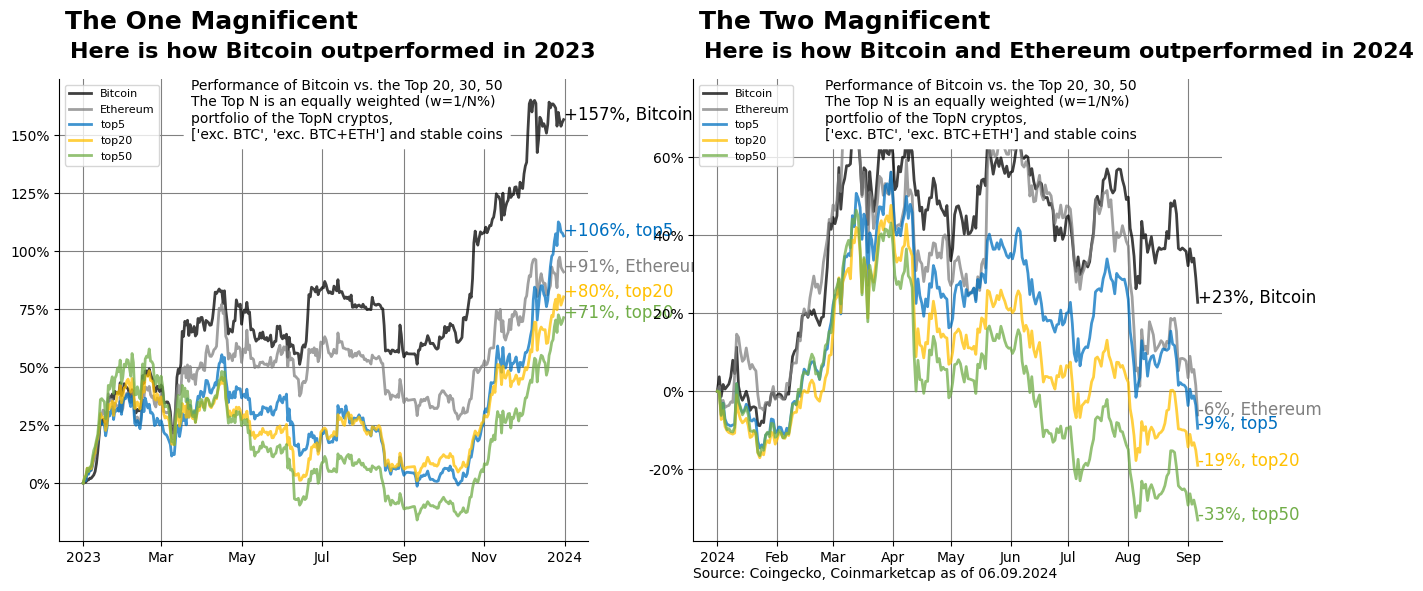 The One Magnificent
Here is how Bitcoin outperformed in 2023
Bitcoin
Ethereum
top5
top20
top50
Performance of Bitcoin vs. the Top 20, 30, 50
The Top N is an equally weighted (w=1/N%)
portfolio of the TopN cryptos,
['exc. BTC', 'exc. BTC+ETH'] and stable coins
150%
125%
100%
75%
50%
25%
0%
+157%, Bitcoin
+106%, top5
+91%, Ethereum
+80%, top20
+71%, top50
2023
Mar
May
Jul
Sep
Nov
2024
The Two Magnificent
Here is how Bitcoin and Ethereum outperformed in 2024
Bitcoin
Ethereum
top5
top20
top50
Performance of Bitcoin vs. the Top 20, 30, 50
The Top N is an equally weighted (w=1/N%)
portfolio of the TopN cryptos,
['exc. BTC', 'exc. BTC+ETH'] and stable coins
60%
40%
20%
0%
-20%
+23%, Bitcoin
-6%, Ethereum
-9%, top5
-19%, top20
-33%, top50
2024
Feb
Mar
Apr
May
Jun
Jul
Aug
Sep
Source: Coingecko, Coinmarketcap as of 06.09.2024